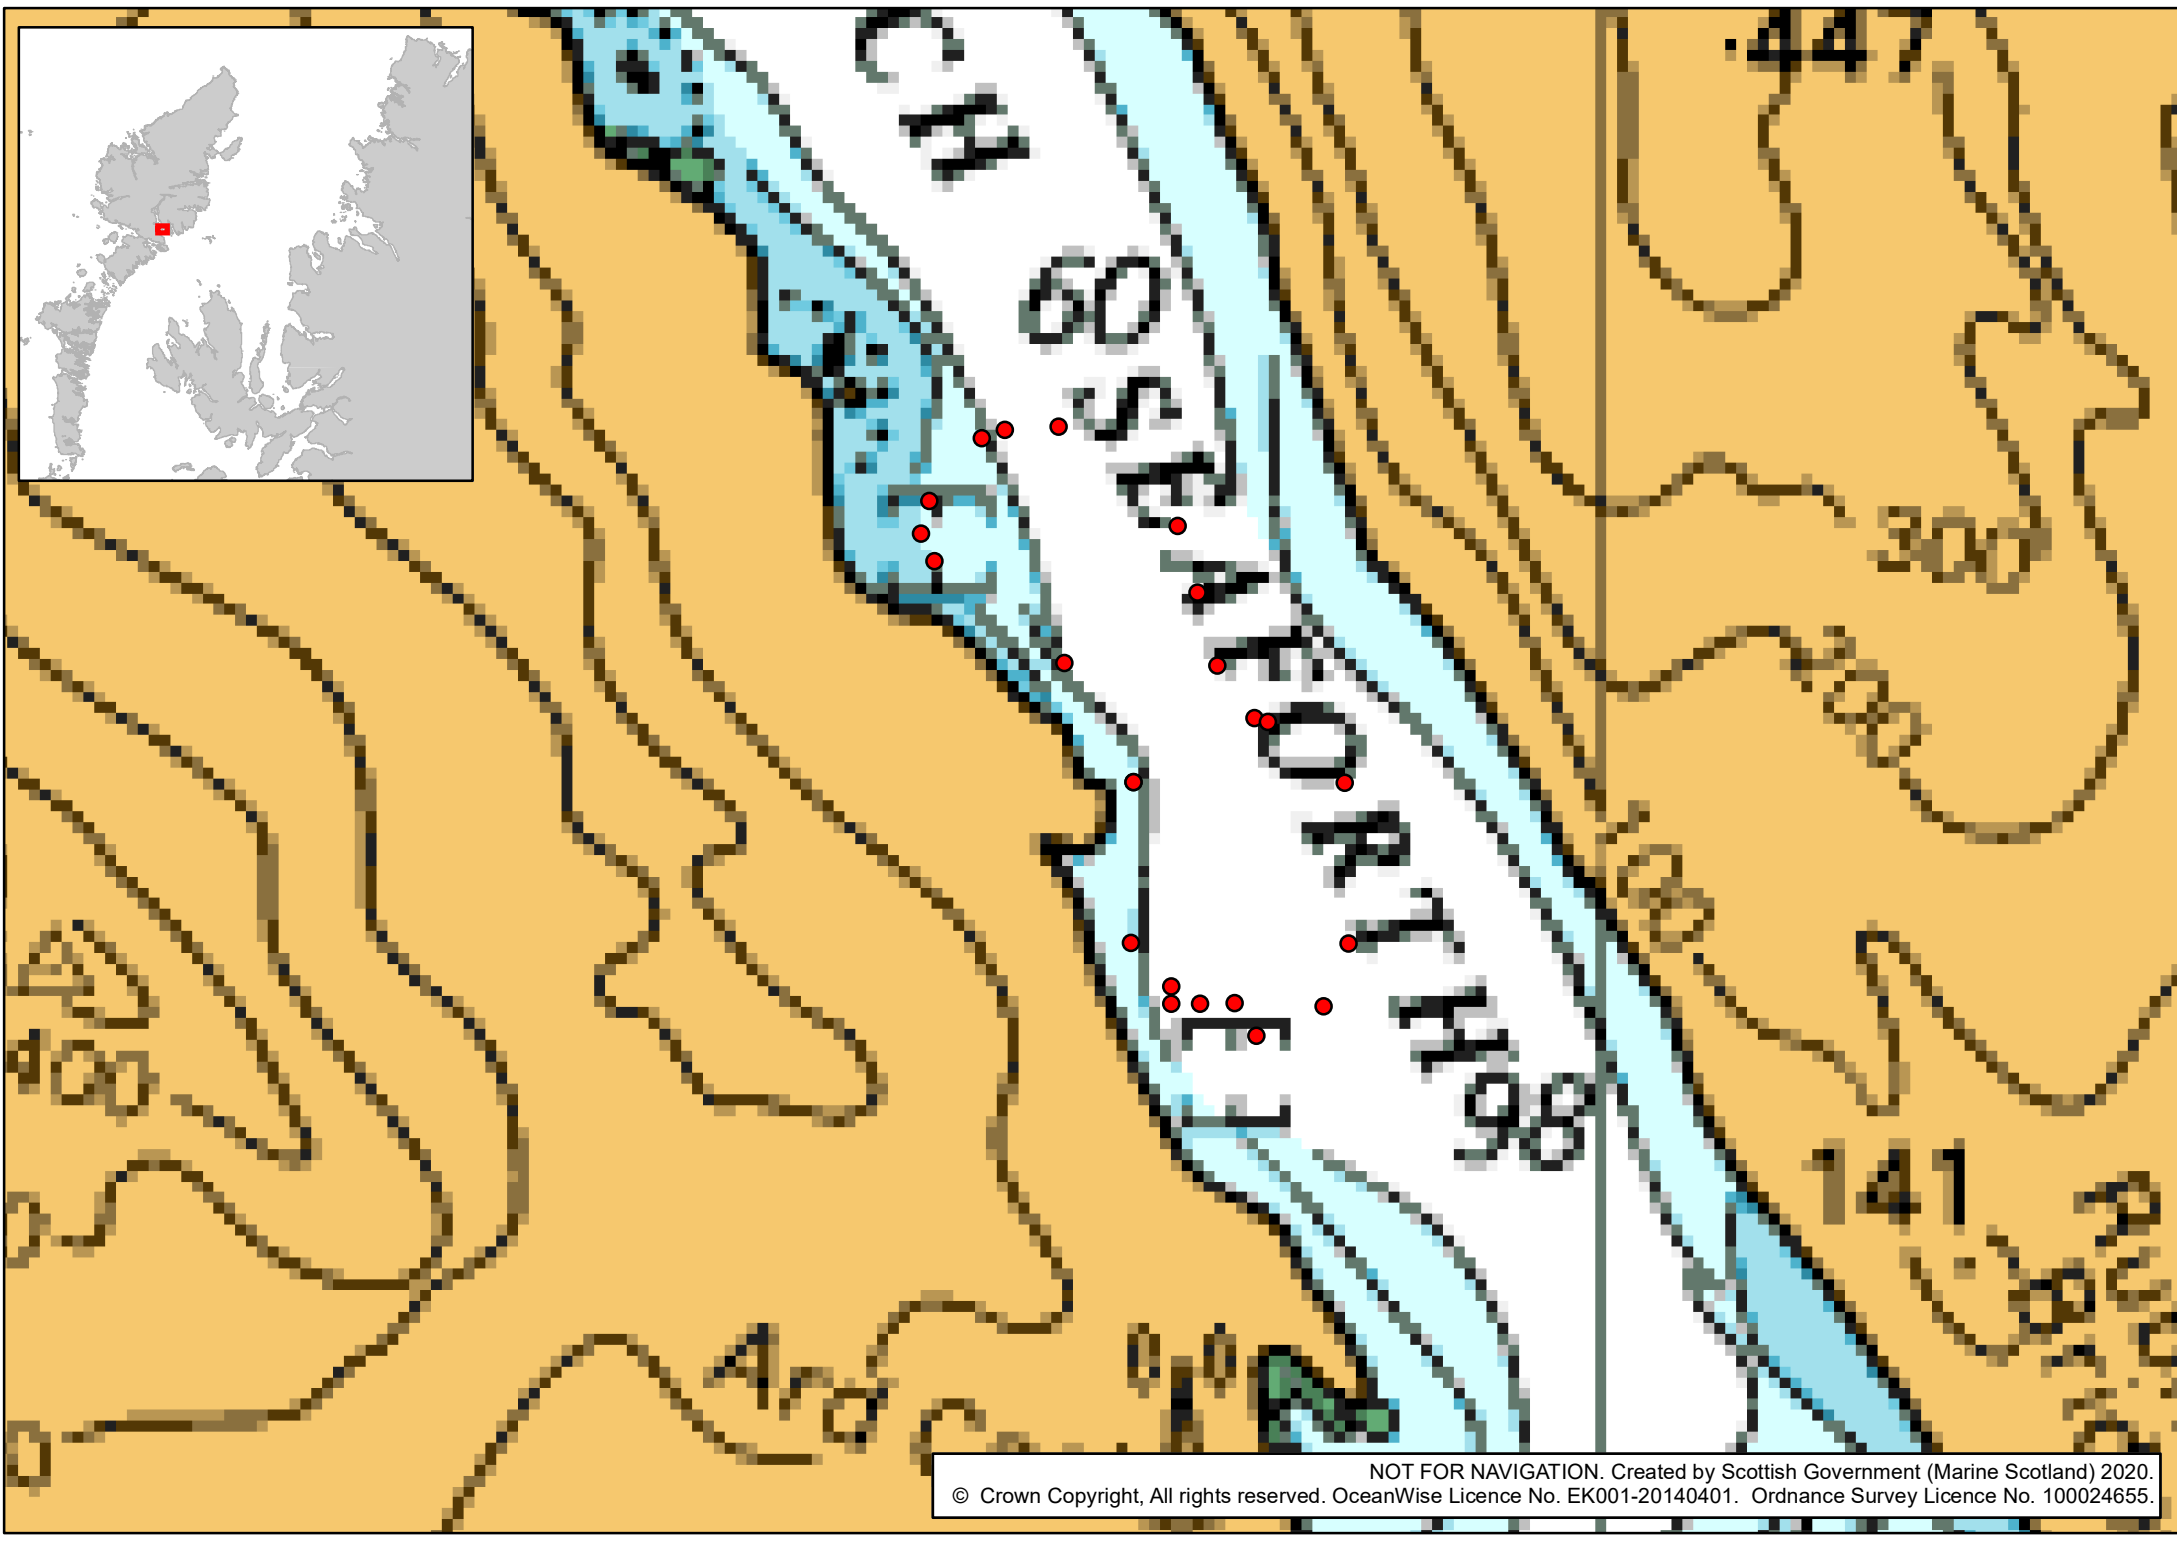 447
CH
60
SEAFORTH
300
200
100
400
98
141
Ard
NOT FOR NAVIGATION. Created by Scottish Government (Marine Scotland) 2020.
© Crown Copyright, All rights reserved. OceanWise Licence No. EK001-20140401. Ordnance Survey Licence No. 100024655.